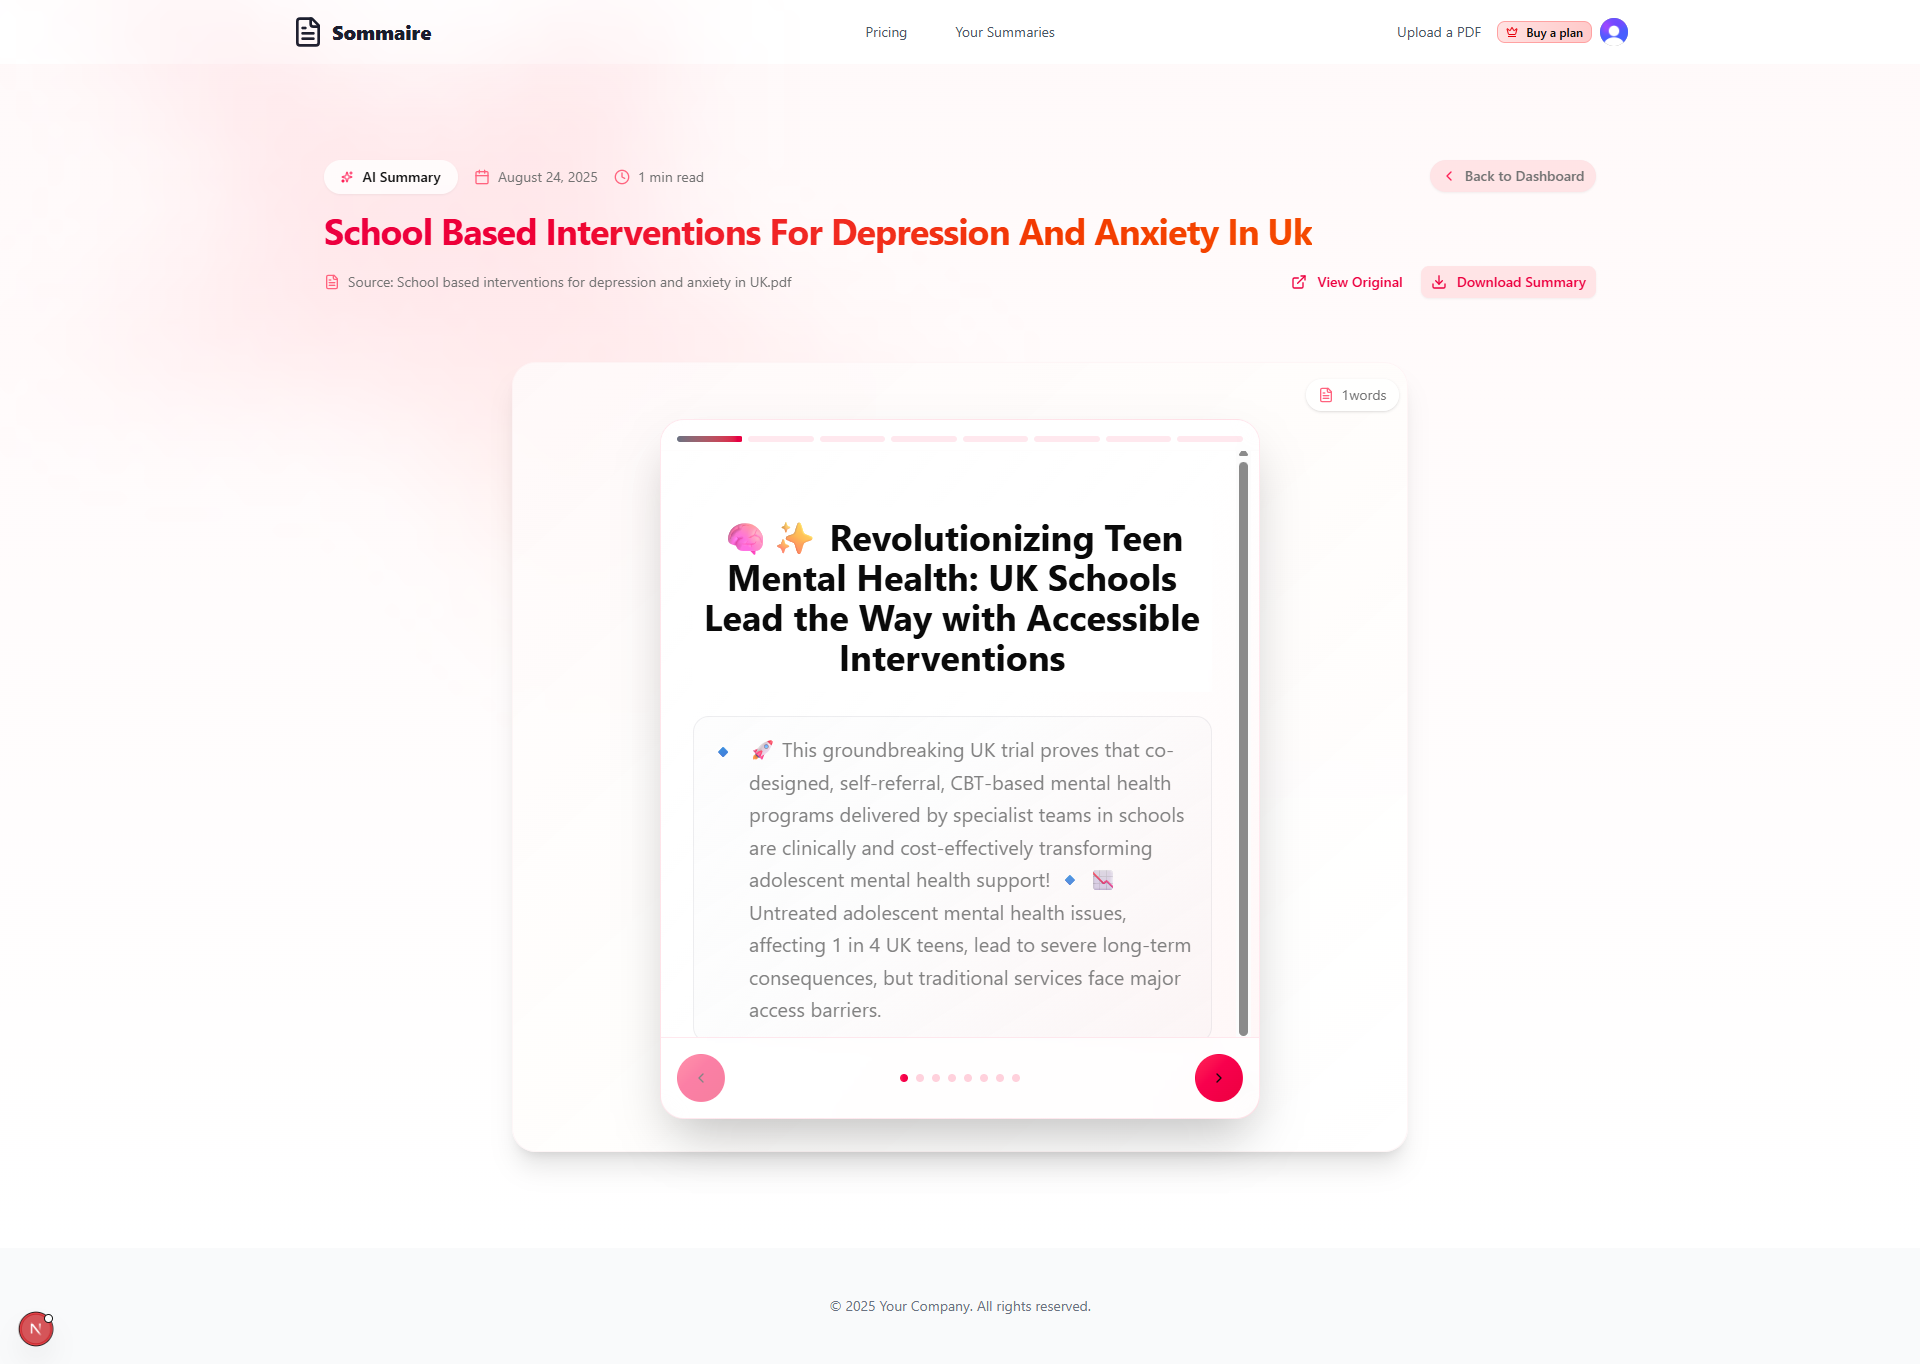 Sommaire
Pricing
Your Summaries
Upload a PDF
Buy a plan
AI Summary
August 24, 2025
1 min read
Back to Dashboard
School Based Interventions For Depression And Anxiety In Uk
Source: School based interventions for depression and anxiety in UK.pdf
View Original
Download Summary
1words
🧠✨ Revolutionizing Teen
Mental Health: UK Schools
Lead the Way with Accessible
Interventions
🔹 🚀 This groundbreaking UK trial proves that co-
designed, self-referral, CBT-based mental health
programs delivered by specialist teams in schools
are clinically and cost-effectively transforming
adolescent mental health support! 🔹 📉
Untreated adolescent mental health issues,
affecting 1 in 4 UK teens, lead to severe long-term
consequences, but traditional services face major
access barriers.
© 2025 Your Company. All rights reserved.
N